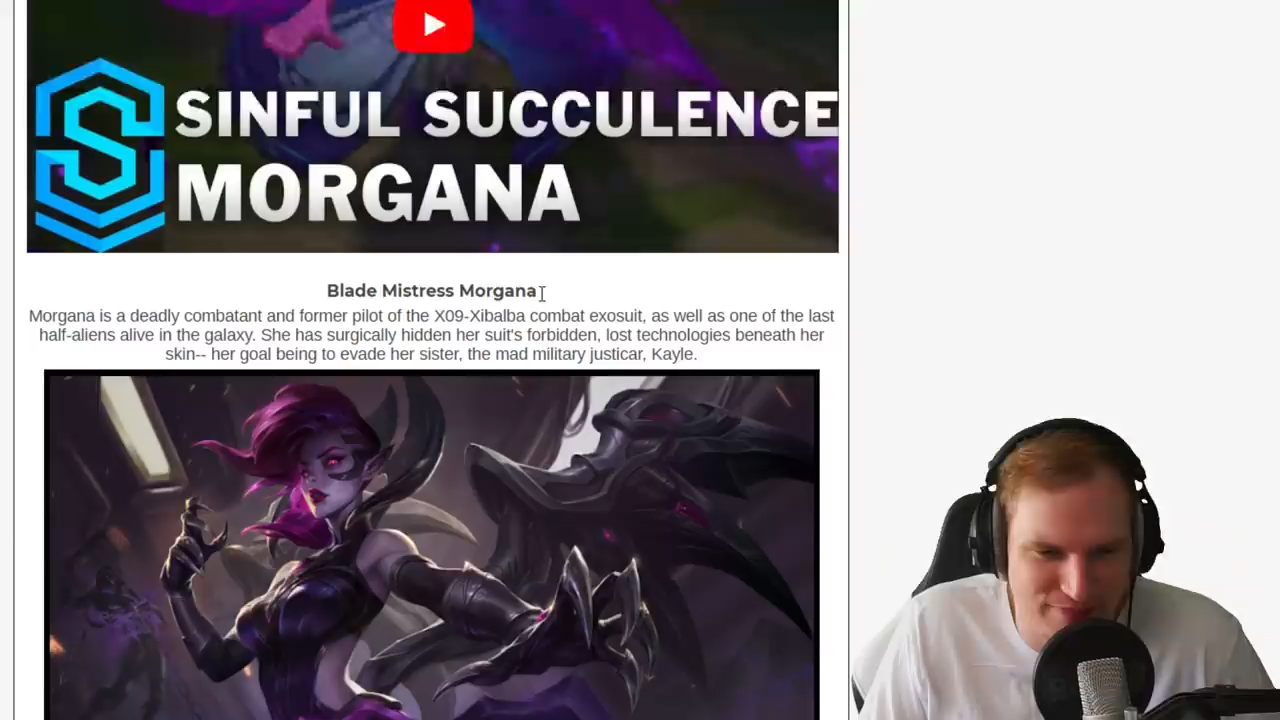 SINFUL SUCCULENCE
MORGANA
Blade Mistress Morgana
Morgana is a deadly combatant and former pilot of the X09-Xibalba combat exosuit, as well as one of the last
half-aliens alive in the galaxy. She has surgically hidden her suit's forbidden, lost technologies beneath her
skin-- her goal being to evade her sister, the mad military justicar, Kayle.